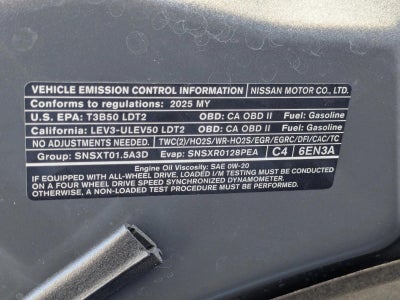 VEHICLE EMISSION CONTROL INFORMATION NISSAN MOTOR CO., LTD.
Conforms to regulations: 2025 MY
U.S. EPA: T3B50 LDT2 OBD: CA OBD II Fuel: Gasoline
California: LEV3-ULEV50 LDT2 OBD: CA OBD II Fuel: Gasoline
NO ADJUSTMENTS NEEDED. TWC(2)/HO2S/WR-HO2S/EGR/EGRC/DFI/CAC/TC
Group: SNSXT01.5A3D Evap: SNSXR0128PEA C4 6EN3A
Engine Oil Viscosity: SAE 0W-20
IF EQUIPPED WITH ALL-WHEEL DRIVE, LOADED I/M TESTING MUST BE CONDUCTED
ON A FOUR WHEEL DRIVE SPEED SYNCHRONIZED DYNAMOMETER.
OTHERWISE, A NON-LOADED TEST PROCEDURE MUST BE PERFORMED.